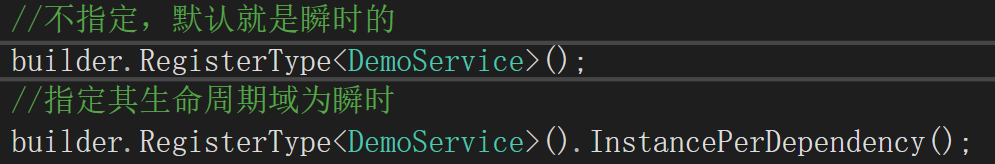 //不指定，默认就是瞬时的
builder.RegisterType<DemoService>();
//指定其生命周期域为瞬时
builder.RegisterType<DemoService>().InstancePerDependency();